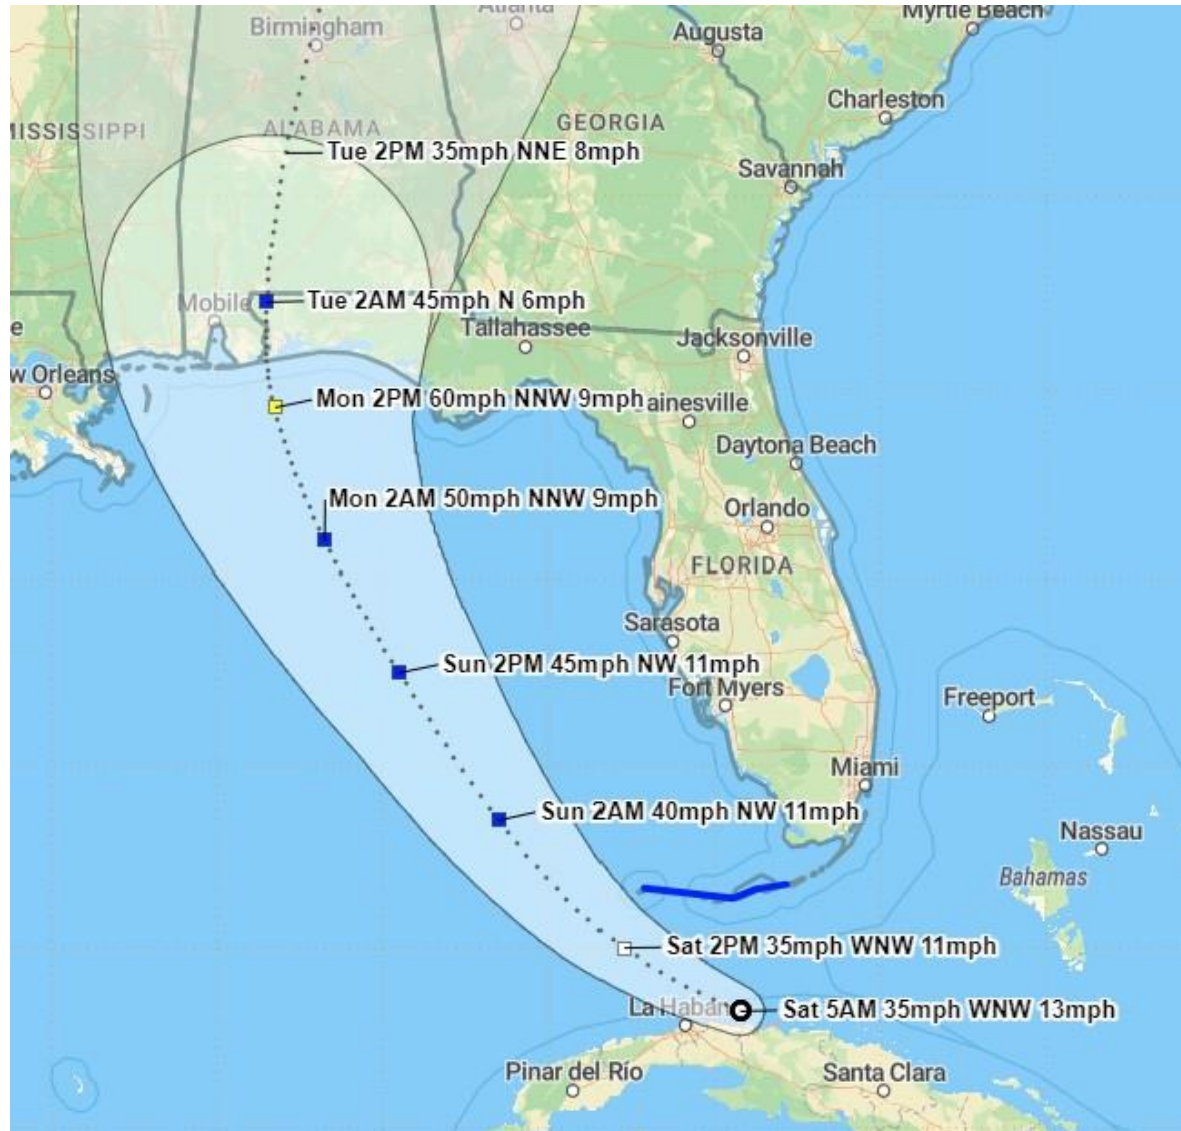 Atlanta
Myrtle Beach
Birmingham
Augusta
Charleston
MISSISSIPPI
ALABAMA
GEORGIA
Tue 2PM 35mph NNE 8mph
Savannah
Mobile
Tue 2AM 45mph N 6mph
e
Tallahassee
Jacksonville
w Orleans
Mon 2PM 60mph NNW 9mph
ainesville
Daytona Beach
Mon 2AM 50mph NNW 9mph
Orlando
FLORIDA
Sarasota
Sun 2PM 45mph NW 11mph
Fort Myers
Freeport
Miami
Sun 2AM 40mph NW 11mph
Nassau
Bahamas
Sat 2PM 35mph WNW 11mph
La Haban
Sat 5AM 35mph WNW 13mph
Pinar del Río
Santa Clara